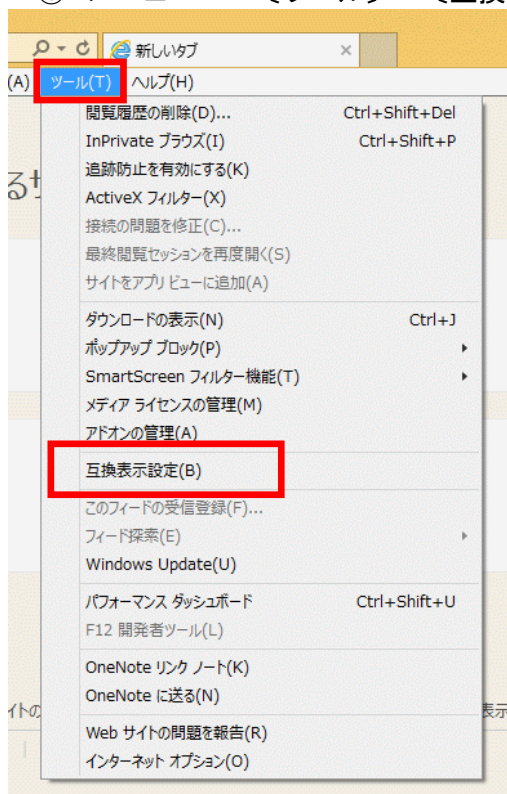 新しいタブ
(A) ツール(T) ヘルプ(H)
閲覧履歴の削除(D)... Ctrl+Shift+Del
InPrivate ブラウズ(I) Ctrl+Shift+P
追跡防止を有効にする(K)
ActiveX フィルター(X)
接続の問題を修正(C)...
最終閲覧セッションを再度開く(S)
サイトをアプリ ビューに追加(A)
ダウンロードの表示(N) Ctrl+J
ポップアップ ブロック(P)
SmartScreen フィルター機能(T)
メディア ライセンスの管理(M)
アドオンの管理(A)
互換表示設定(B)
このフィードの受信登録(F)...
フィード探索(E)
Windows Update(U)
パフォーマンス ダッシュボード Ctrl+Shift+U
F12 開発者ツール(L)
OneNote リンク ノート(K)
OneNote に送る(N)
イトの 表示
Web サイトの問題を報告(R)
インターネット オプション(O)